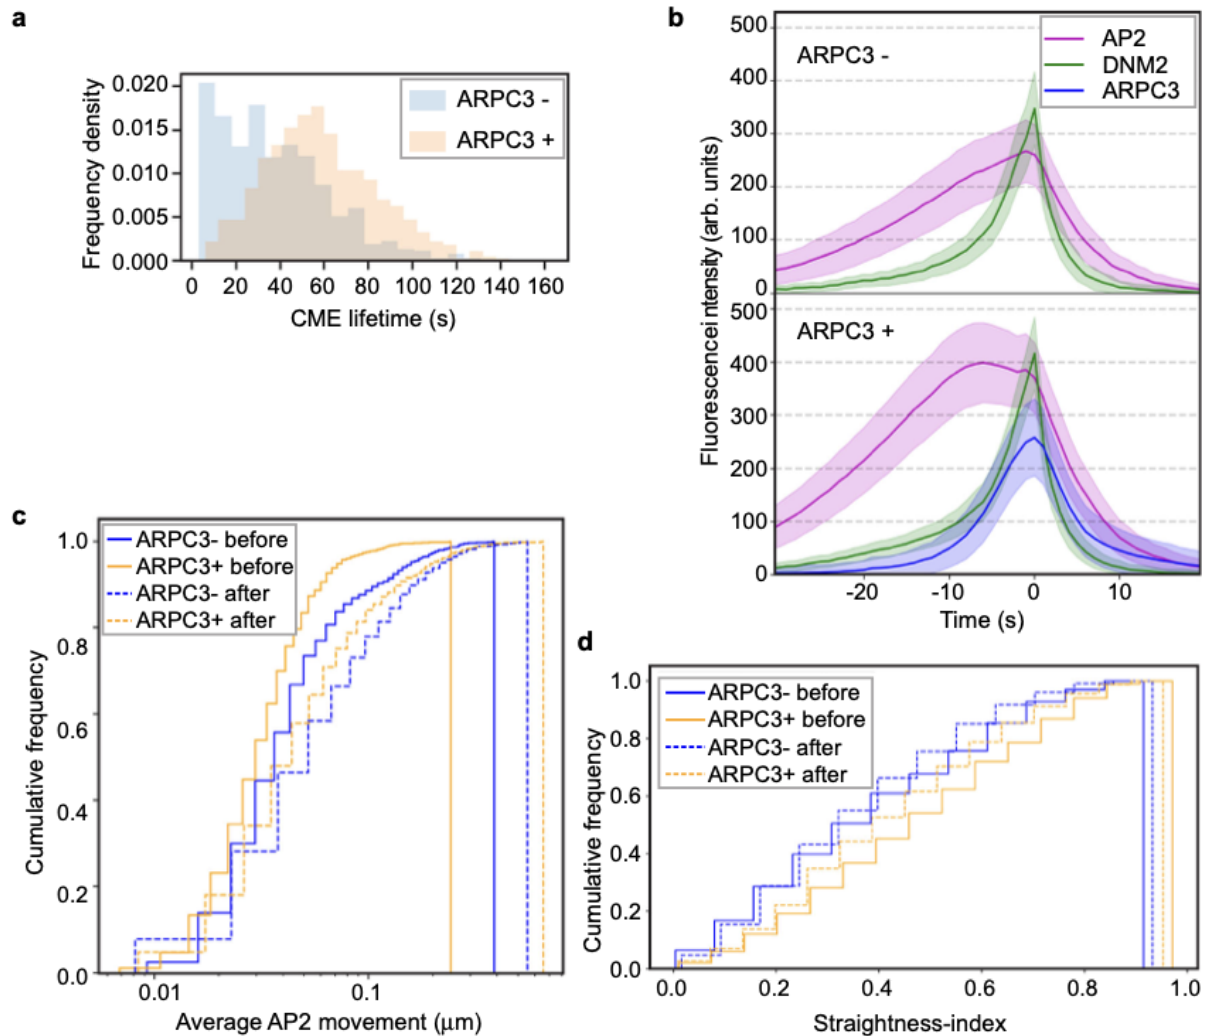 a
0.020
0.015
0.010
0.005
0.000
Frequency density
ARPC3 -
ARPC3 +
0 20 40 60 80 100 120 140 160
CME lifetime (s)
b
500
400
300
200
100
0
ARPC3 -
AP2
DNM2
ARPC3
500
400
300
200
100
0
ARPC3 +
Fluorescencei ntensity (arb. units)
-20 -10 0 10
Time (s)
c
1.0
0.8
0.6
0.4
0.2
0.0
Cumulative frequency
ARPC3- before
ARPC3+ before
ARPC3- after
ARPC3+ after
0.01 0.1
Average AP2 movement (μm)
d
1.0
0.8
0.6
0.4
0.2
0.0
Cumulative frequency
ARPC3- before
ARPC3+ before
ARPC3- after
ARPC3+ after
0.0 0.2 0.4 0.6 0.8 1.0
Straightness-index